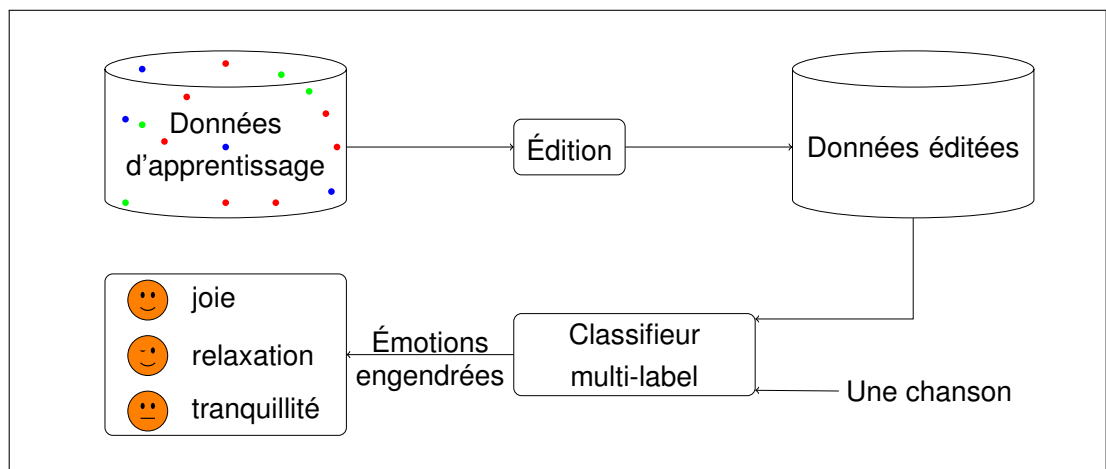 Données
d'apprentissage
Édition
Données éditées
joie
relaxation
tranquillité
Émotions
engendrées
Classifieur
multi-label
Une chanson